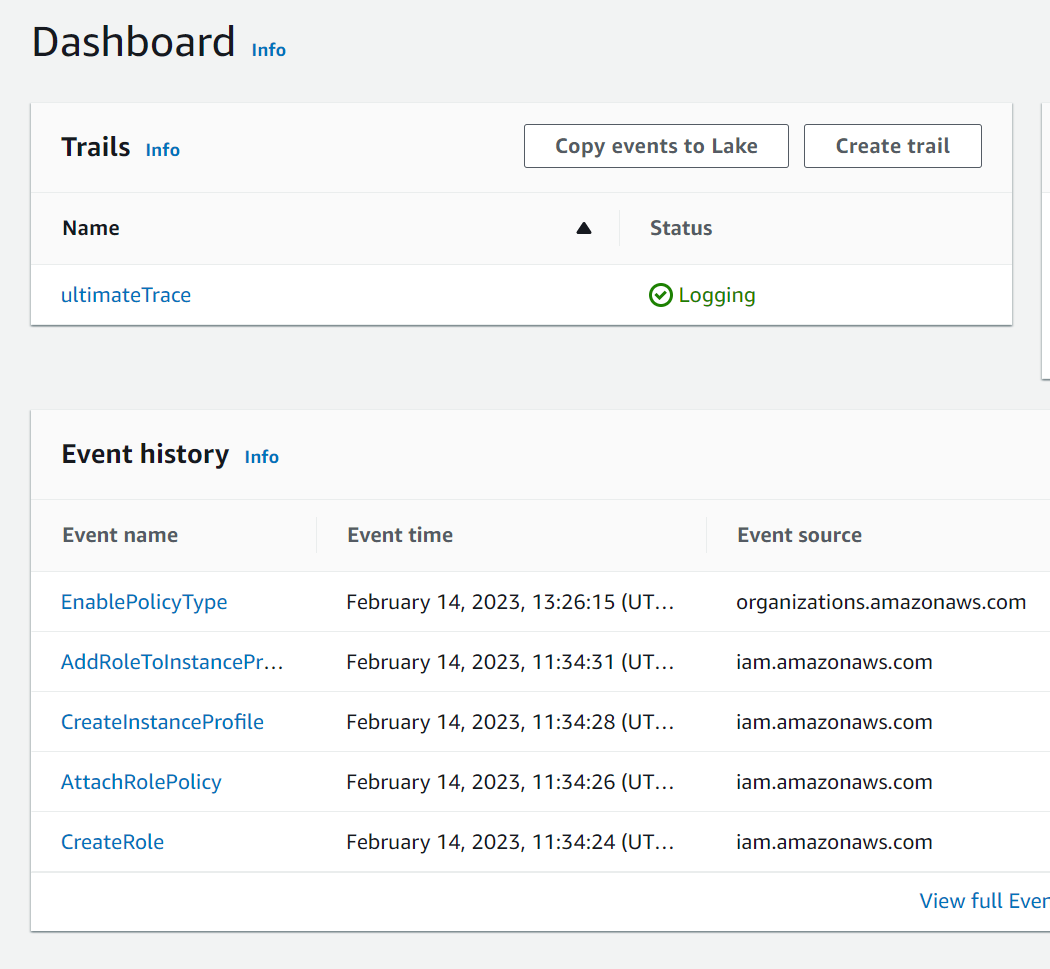 Dashboard Info
Trails Info Copy events to Lake Create trail
Name Status
ultimateTrace Logging
Event history Info
Event name Event time Event source
EnablePolicyType February 14, 2023, 13:26:15 (UT... organizations.amazonaws.com
AddRoleToInstancePr... February 14, 2023, 11:34:31 (UT... iam.amazonaws.com
CreateInstanceProfile February 14, 2023, 11:34:28 (UT... iam.amazonaws.com
AttachRolePolicy February 14, 2023, 11:34:26 (UT... iam.amazonaws.com
CreateRole February 14, 2023, 11:34:24 (UT... iam.amazonaws.com
View full Even